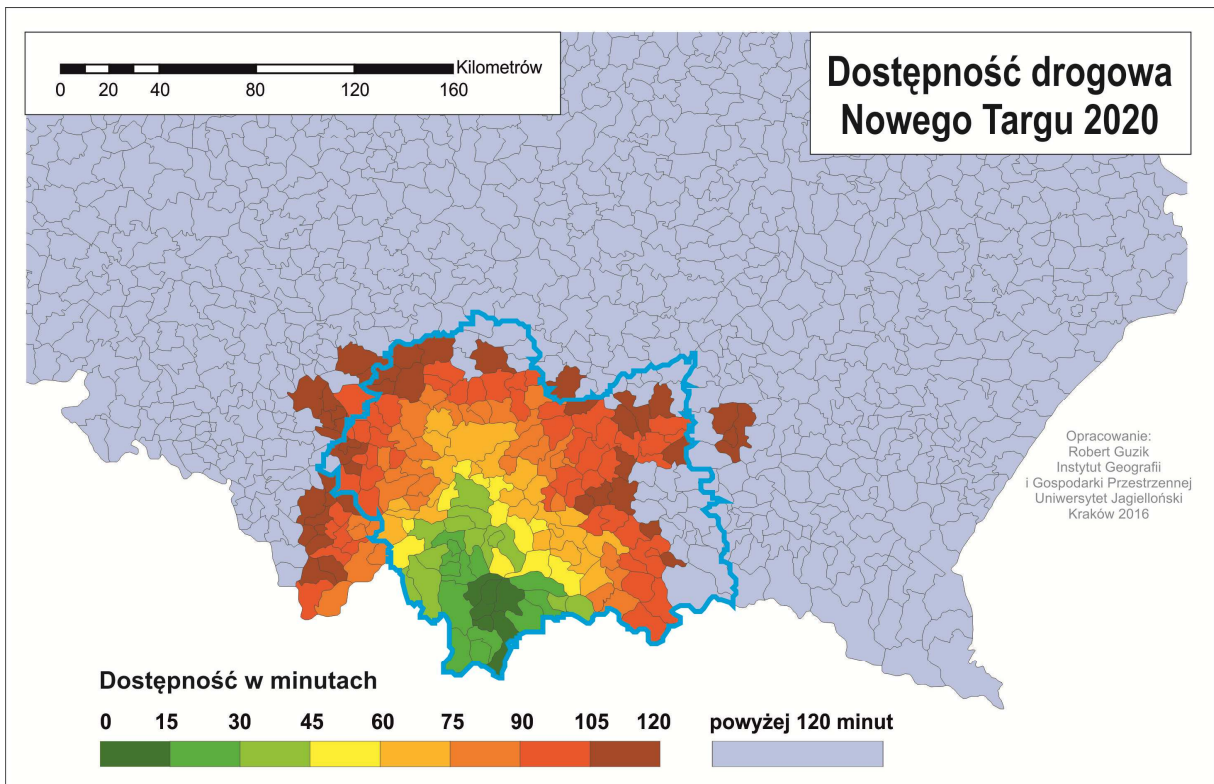 Kilometrów
0 20 40 80 120 160
Dostępność drogowa
Nowego Targu 2020
Opracowanie:
Robert Guzik
Instytut Geografii
i Gospodarki Przestrzennej
Uniwersytet Jagielloński
Kraków 2016
Dostępność w minutach
0 15 30 45 60 75 90 105 120 powyżej 120 minut